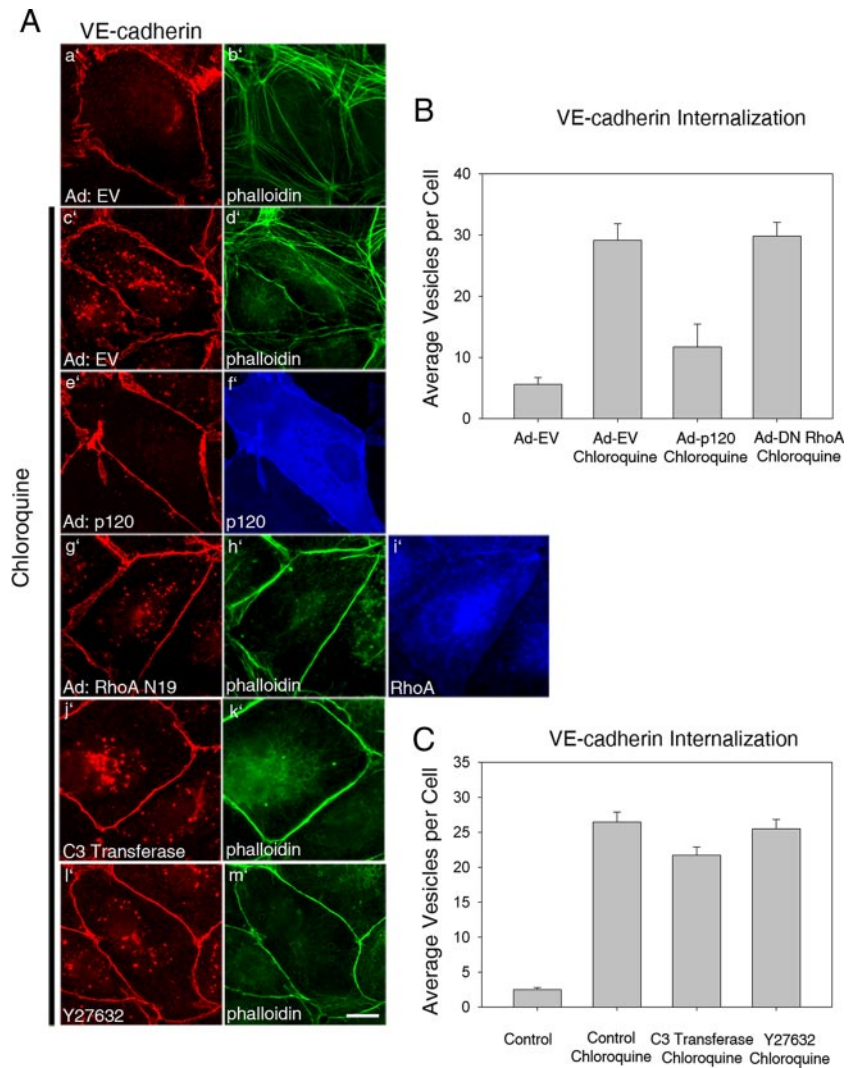 A
VE-cadherin
a'
Ad: EV
b'
phalloidin
c'
Ad: EV
d'
phalloidin
e'
Ad: p120
f'
p120
g'
Ad: RhoA N19
h'
phalloidin
i'
RhoA
j'
C3 Transferase
k'
phalloidin
l'
Y27632
m'
phalloidin
Chloroquine
B
VE-cadherin Internalization
Average Vesicles per Cell
40
30
20
10
0
Ad-EV
Ad-EV
Chloroquine
Ad-p120
Chloroquine
Ad-DN RhoA
Chloroquine
C
VE-cadherin Internalization
Average Vesicles per Cell
35
30
25
20
15
10
5
0
Control
Control
Chloroquine
C3 Transferase
Chloroquine
Y27632
Chloroquine